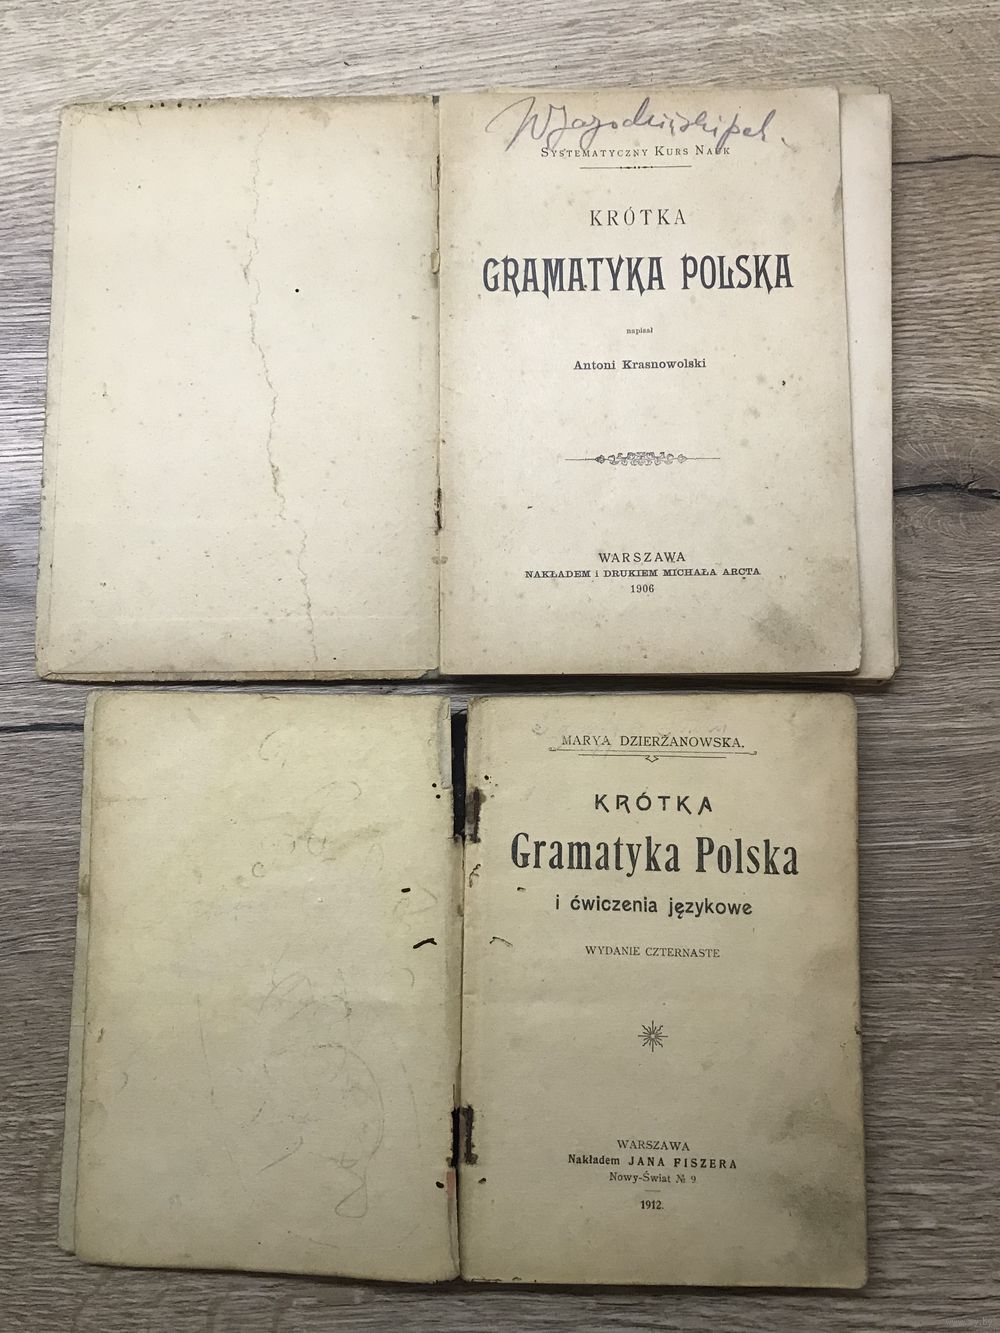 Systematyczny Kurs Nauk
KRÓTKA
GRAMATYKA POLSKA
napisał
Antoni Krasnowolski
WARSZAWA
NAKŁADEM i DRUKIEM MICHAŁA ARCTA
1906
MARYA DZIERŻANOWSKA.
KRÓTKA
Gramatyka Polska
i ćwiczenia językowe
WYDANIE CZTERNASTE
WARSZAWA
Nakładem JANA FISZERA
Nowy-Świat № 9
1912.